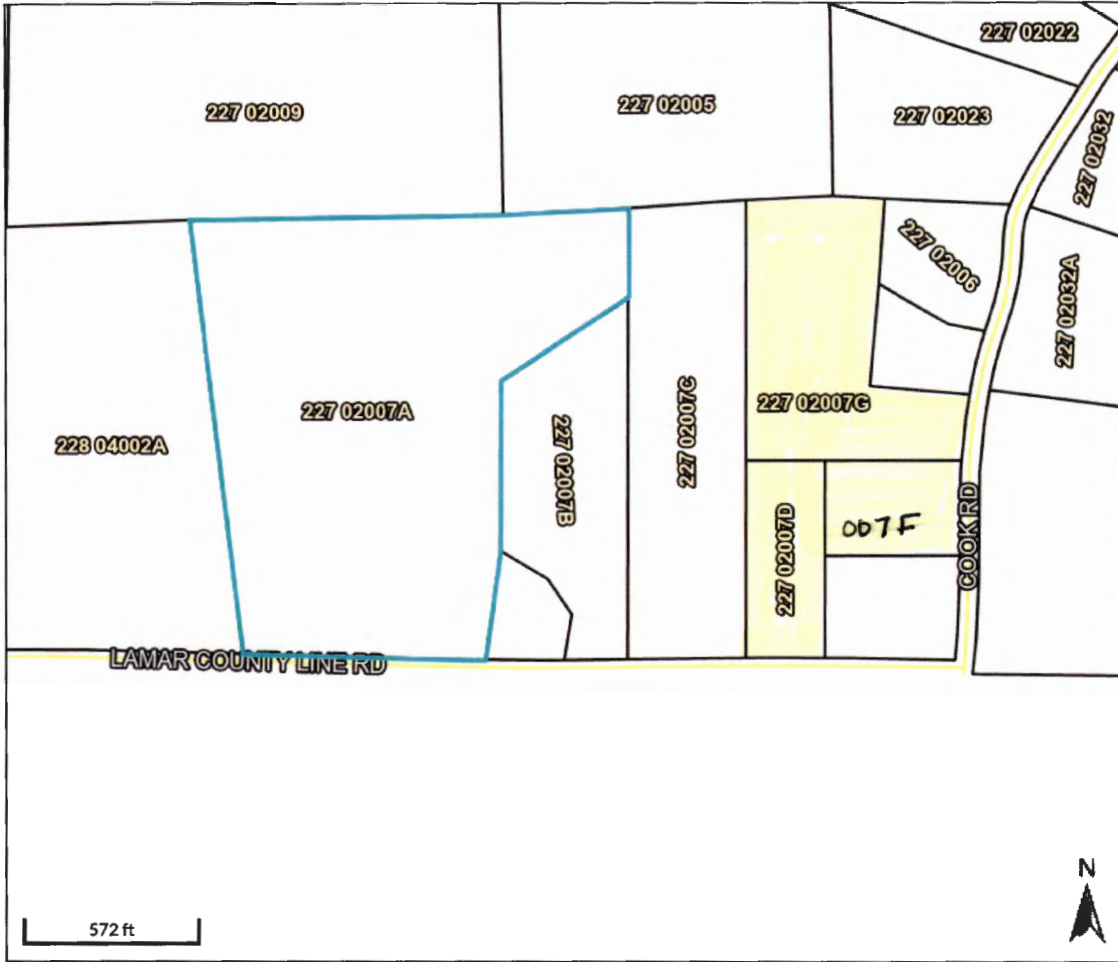 227 02022
227 02009
227 02005
227 02023
227 02032
227 02006
227 02032A
227 02007A
227 02007C
227 02007G
228 04002A
227 02007B
007F
227 02007D
COOK RD
LAMAR COUNTY LINE RD
N
572 ft